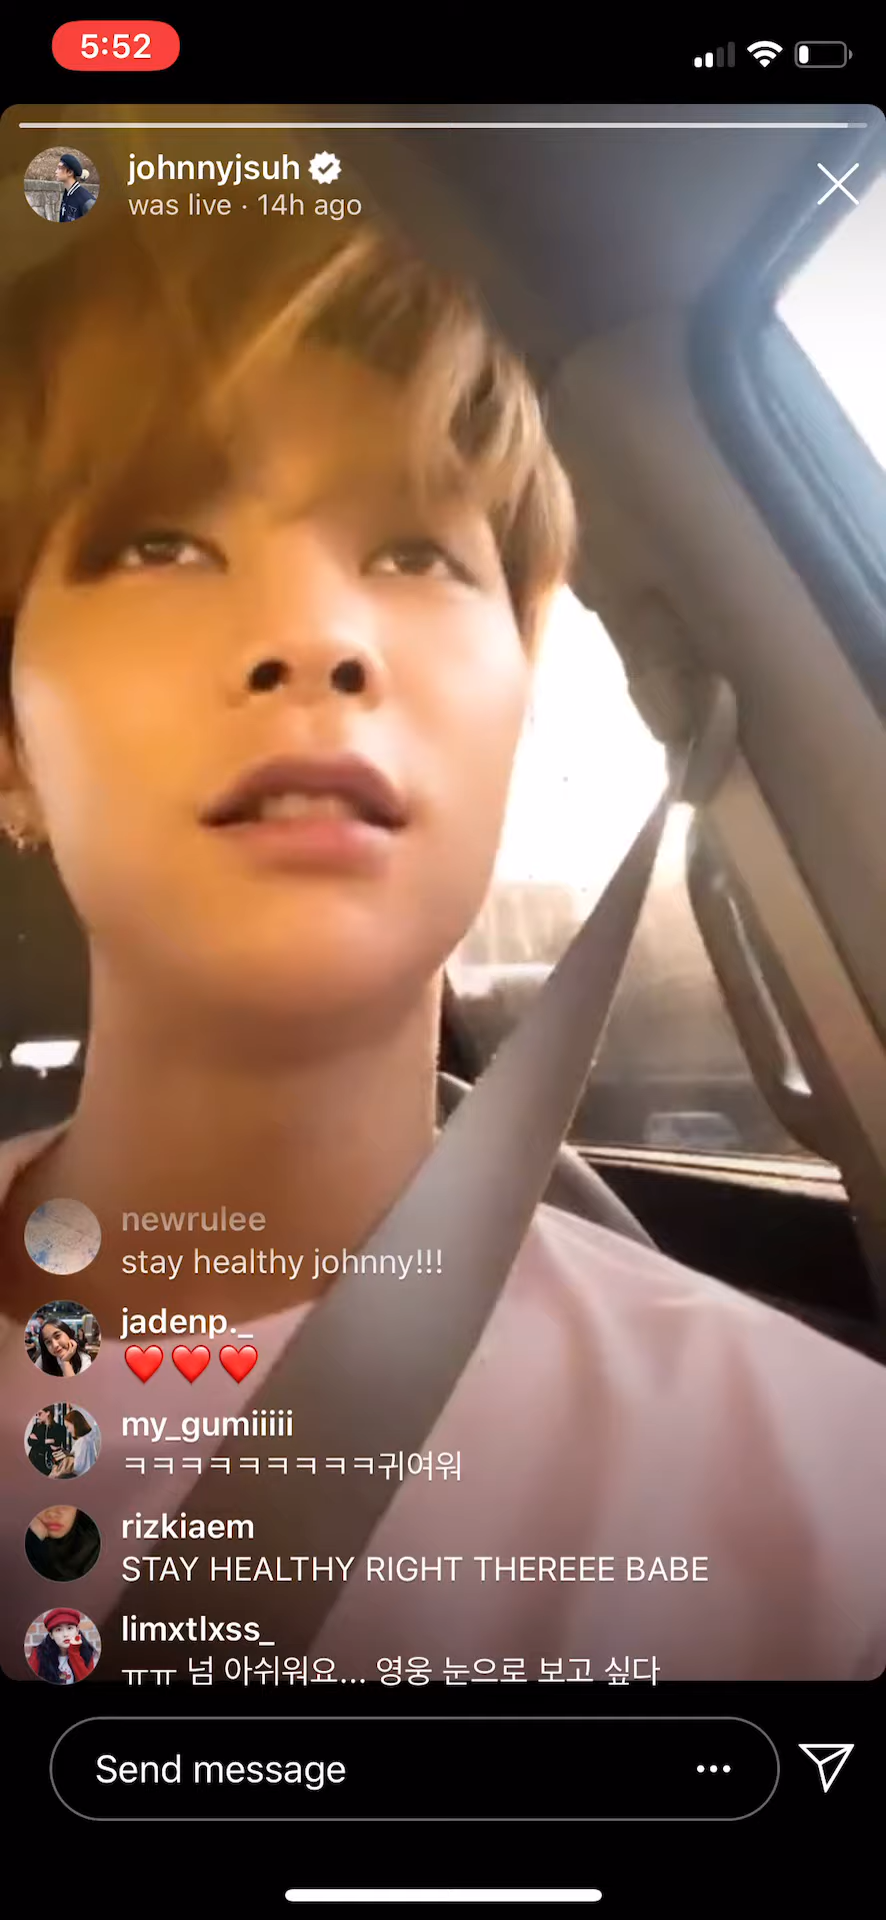 5:52
johnnyjsuh
was live · 14h ago
newrulee
stay healthy johnny!!!
jadenp._
❤️❤️❤️
my_gumiiiii
ㅋㅋㅋㅋㅋㅋㅋㅋㅋ귀여워
rizkiaem
STAY HEALTHY RIGHT THEREEE BABE
limxtlxss_
ㅠㅠ 넘 아쉬워요... 영웅 눈으로 보고 싶다
Send message